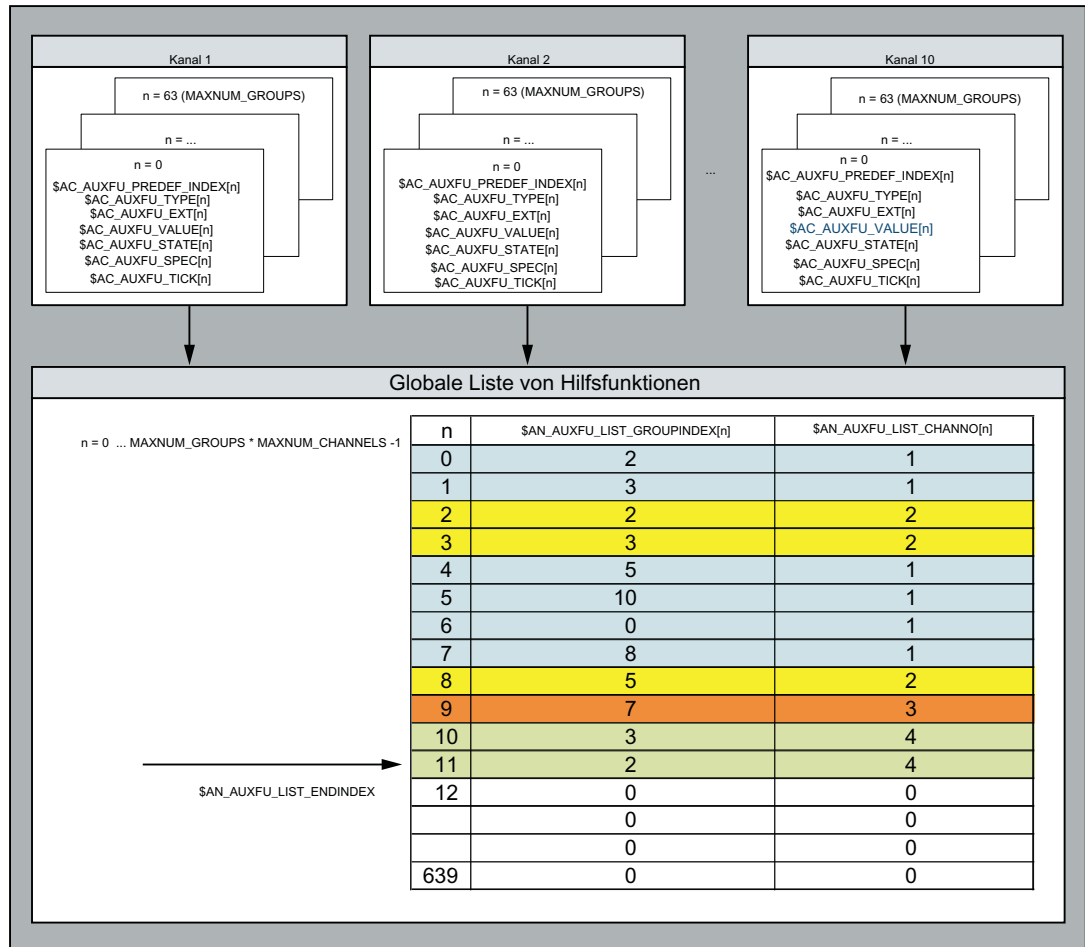 Kanal 1
n = 63 (MAXNUM_GROUPS)
n = ...
n = 0
$AC_AUXFU_PREDEF_INDEX[n]
$AC_AUXFU_TYPE[n]
$AC_AUXFU_EXT[n]
$AC_AUXFU_VALUE[n]
$AC_AUXFU_STATE[n]
$AC_AUXFU_SPEC[n]
$AC_AUXFU_TICK[n]
Kanal 2
n = 63 (MAXNUM_GROUPS)
n = ...
n = 0
$AC_AUXFU_PREDEF_INDEX[n]
$AC_AUXFU_TYPE[n]
$AC_AUXFU_EXT[n]
$AC_AUXFU_VALUE[n]
$AC_AUXFU_STATE[n]
$AC_AUXFU_SPEC[n]
$AC_AUXFU_TICK[n]
...
Kanal 10
n = 63 (MAXNUM_GROUPS)
n = ...
n = 0
$AC_AUXFU_PREDEF_INDEX[n]
$AC_AUXFU_TYPE[n]
$AC_AUXFU_EXT[n]
$AC_AUXFU_VALUE[n]
$AC_AUXFU_STATE[n]
$AC_AUXFU_SPEC[n]
$AC_AUXFU_TICK[n]
Globale Liste von Hilfsfunktionen
n = 0 ... MAXNUM_GROUPS * MAXNUM_CHANNELS -1
n $AN_AUXFU_LIST_GROUPINDEX[n] $AN_AUXFU_LIST_CHANNO[n]
0 2 1
1 3 1
2 2 2
3 3 2
4 5 1
5 10 1
6 0 1
7 8 1
8 5 2
9 7 3
10 3 4
11 2 4
$AN_AUXFU_LIST_ENDINDEX
12 0 0
0 0
0 0
639 0 0